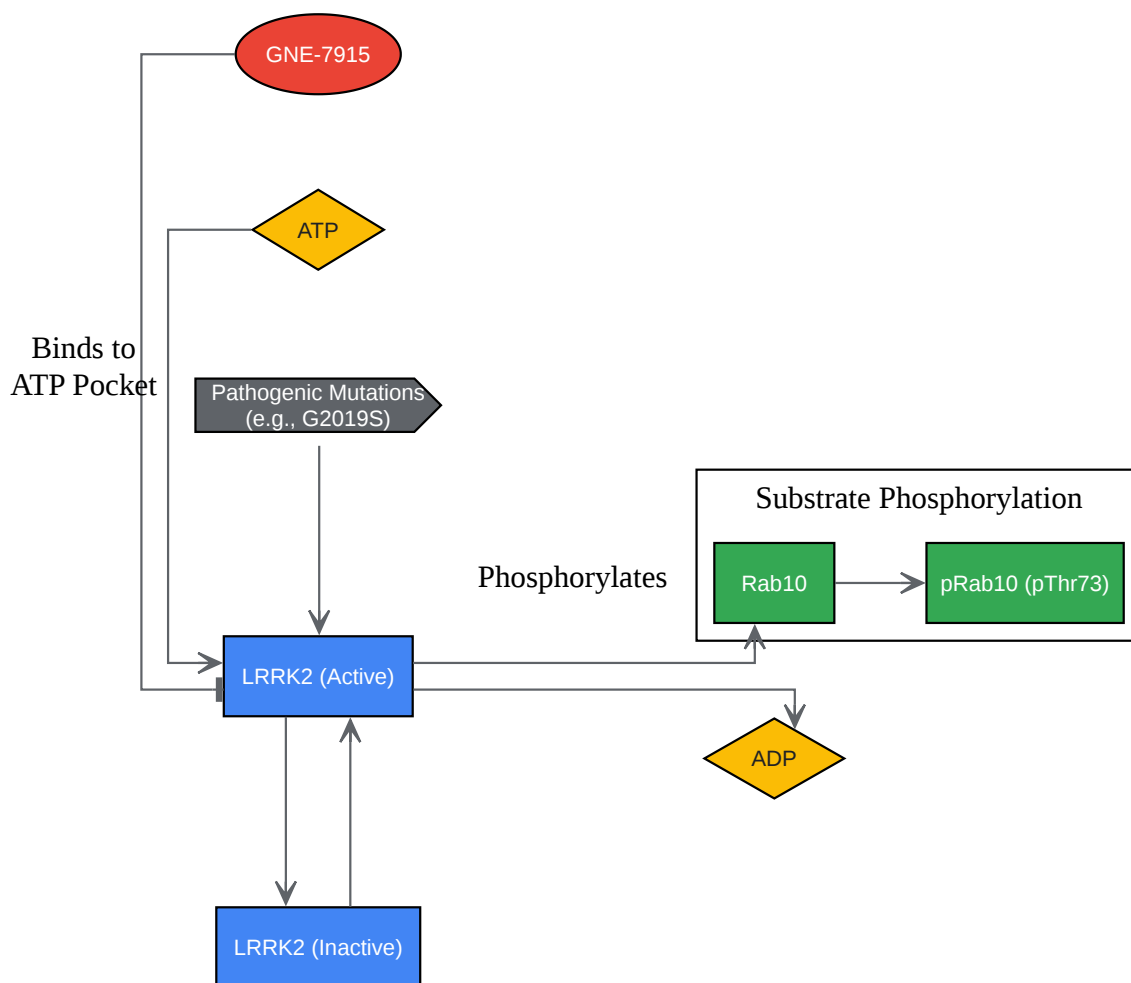 GNE-7915
ATP
Binds to
ATP Pocket
Pathogenic Mutations
(e.g., G2019S)
Substrate Phosphorylation
Phosphorylates
Rab10
pRab10 (pThr73)
LRRK2 (Active)
ADP
LRRK2 (Inactive)